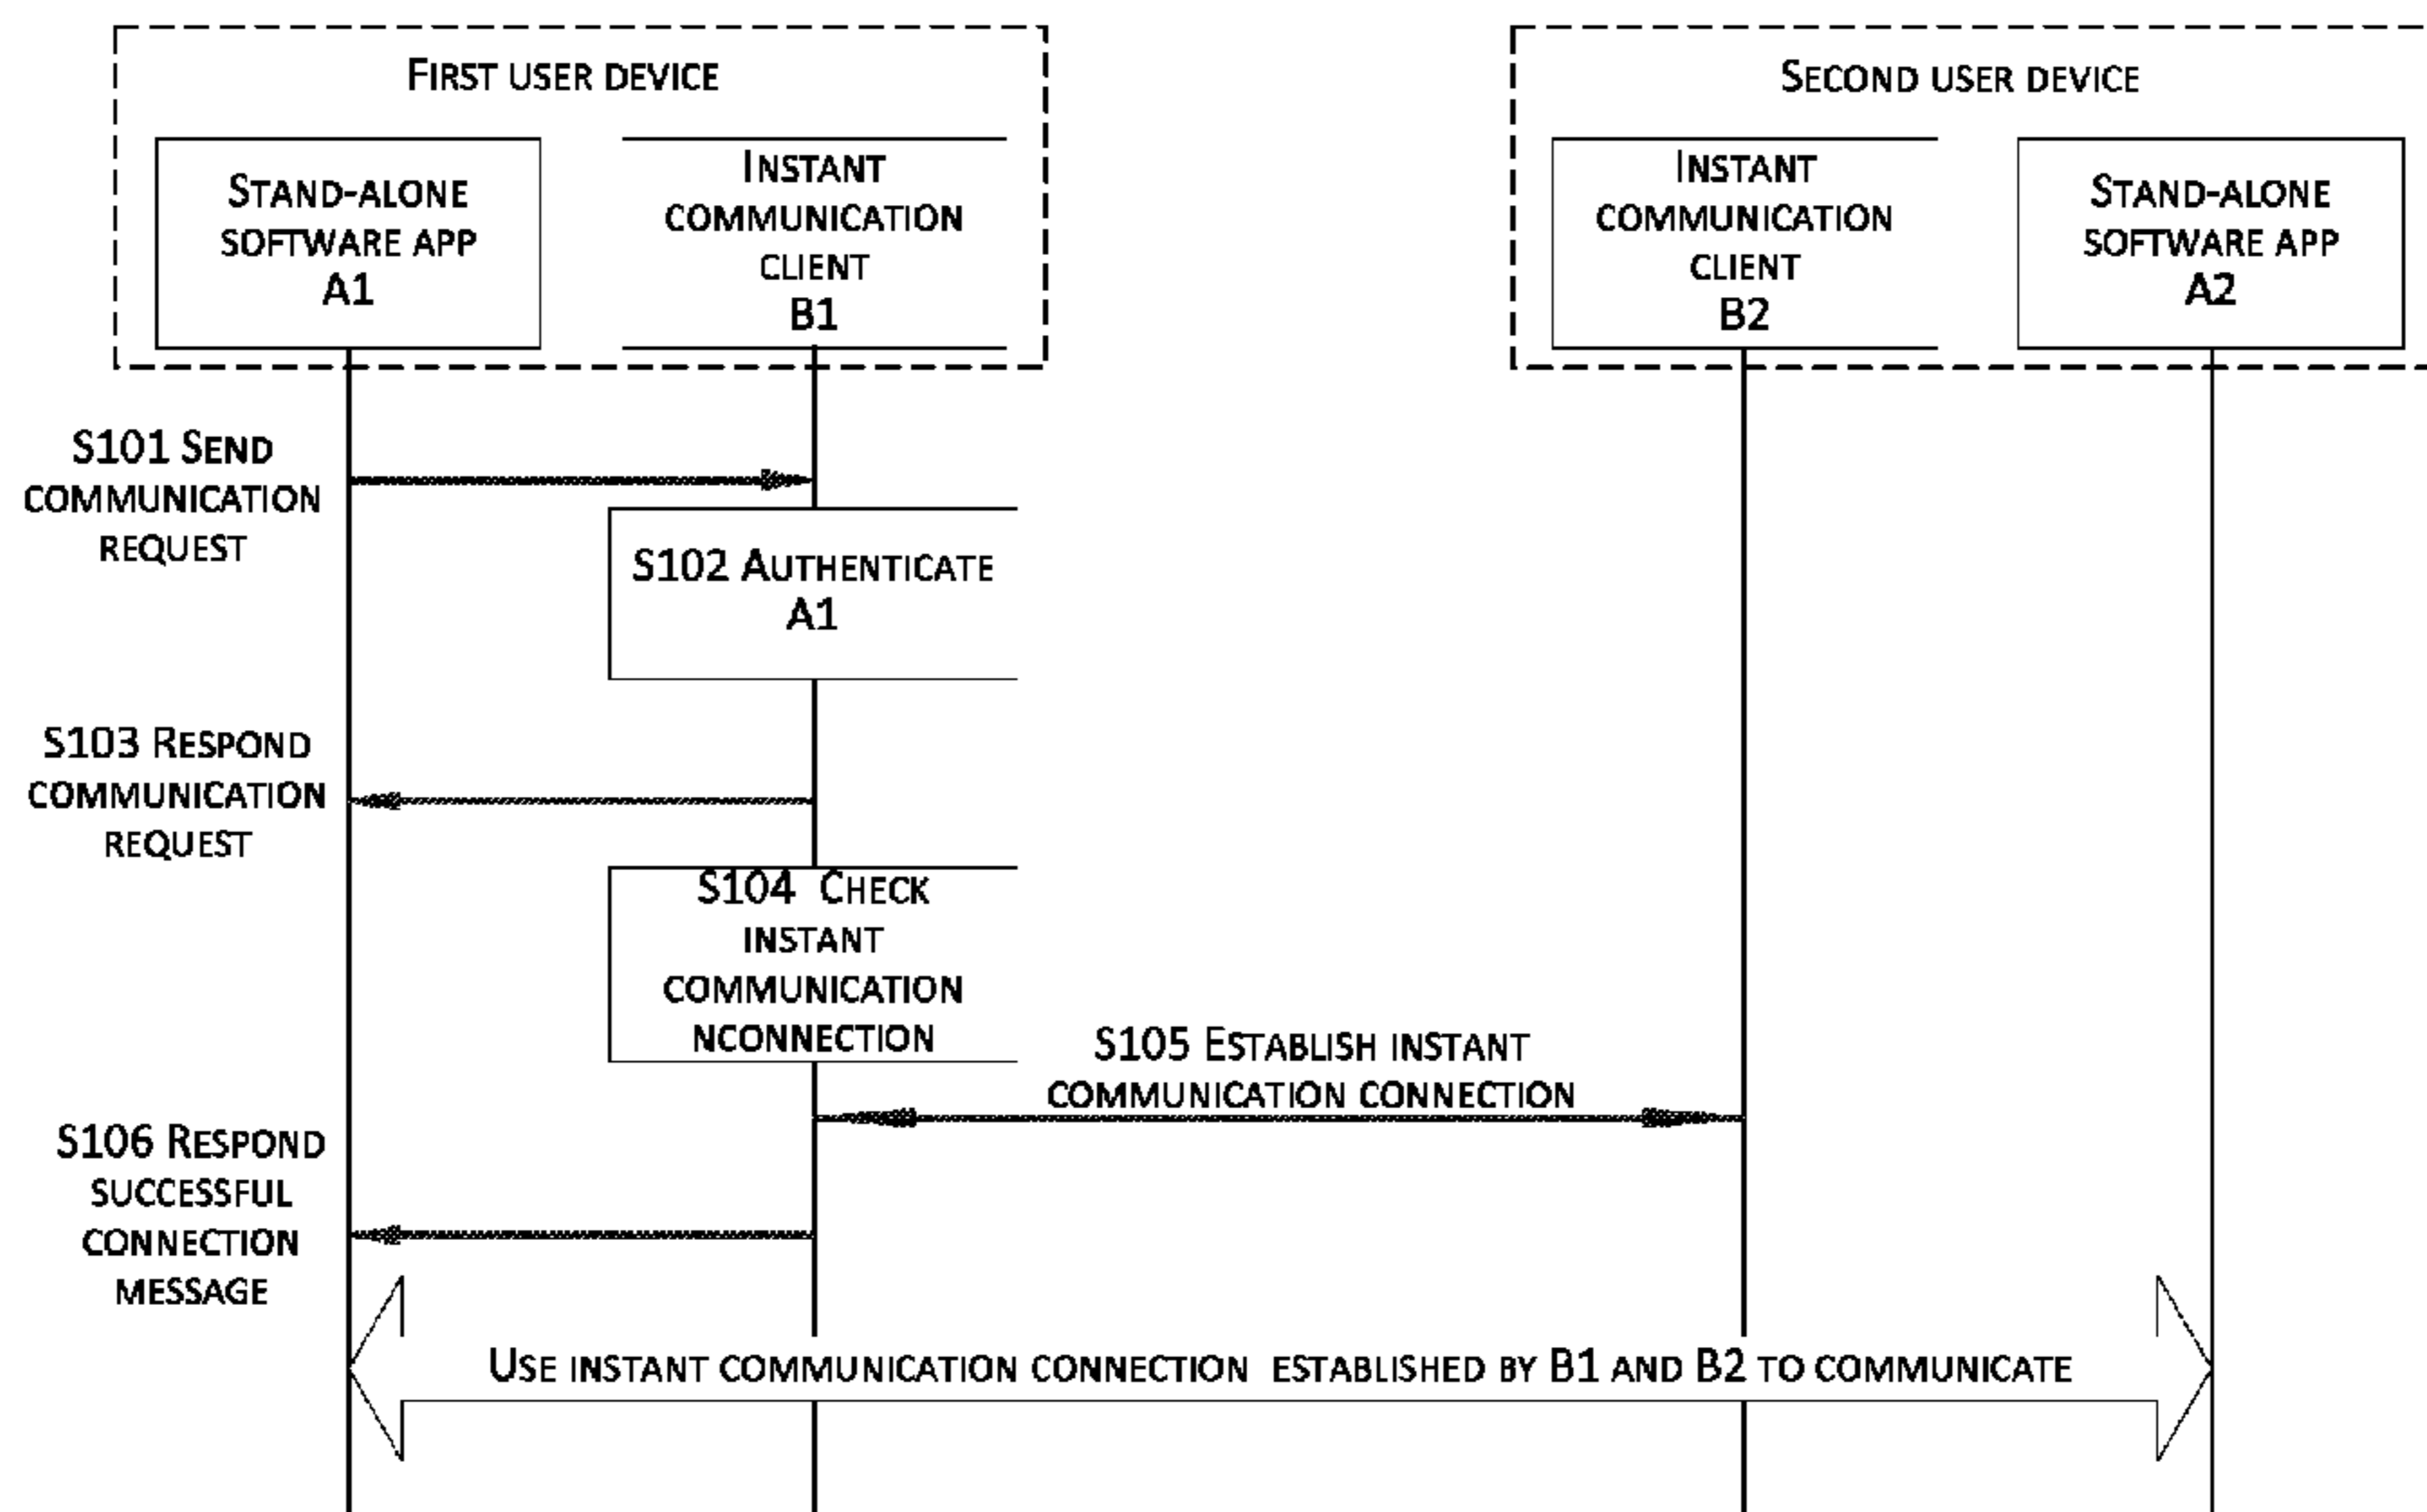 First user device
Second user device
Stand-alone
software app
A1
Instant
communication
client
B1
Instant
communication
client
B2
Stand-alone
software app
A2
S101 Send
communication
request
S102 Authenticate
A1
S103 Respond
communication
request
S104 Check
instant
communication
nconnection
S105 Establish instant
communication connection
S106 Respond
successful
connection
message
Use instant communication connection established by B1 and B2 to communicate